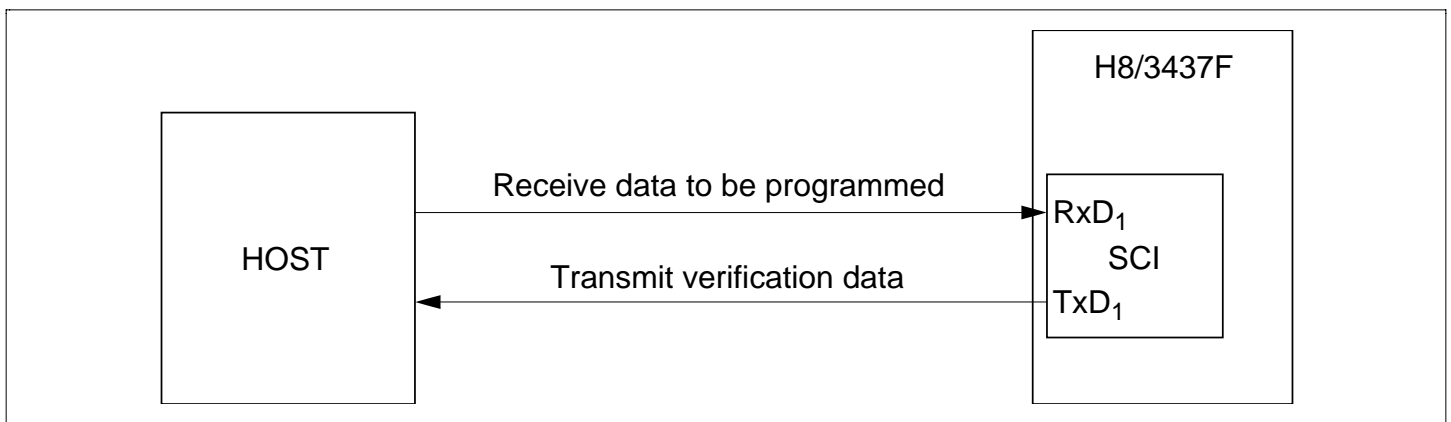 H8/3437F
Receive data to be programmed
RxD₁
HOST
SCI
Transmit verification data
TxD₁